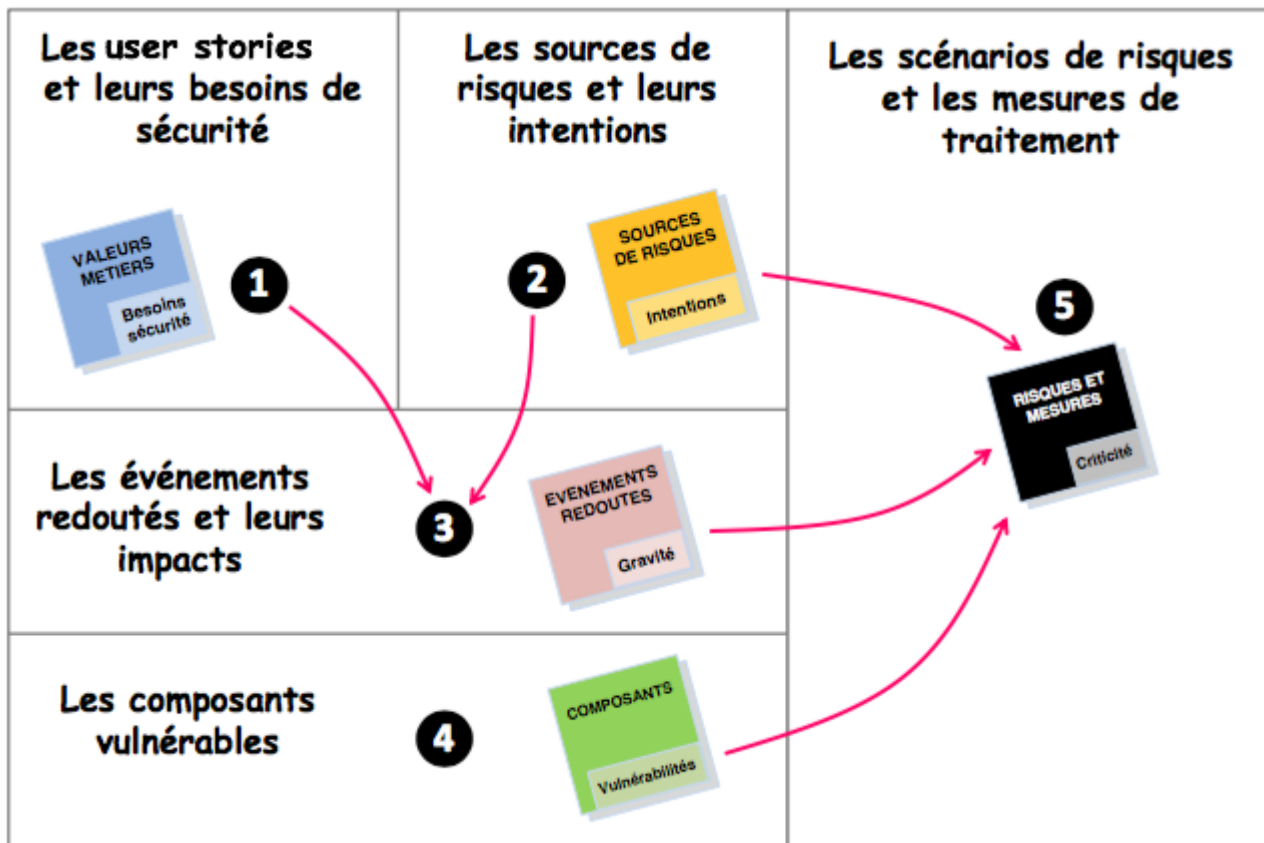 Les user stories
et leurs besoins de
sécurité
VALEURS
METIERS
Besoins
sécurité
1
Les sources de
risques et leurs
intentions
2
SOURCES
DE RISQUES
Intentions
Les scénarios de risques
et les mesures de
traitement
5
RISQUES ET
MESURES
Criticité
Les événements
redoutés et leurs
impacts
3
EVENEMENTS
REDOUTES
Gravité
Les composants
vulnérables
4
COMPOSANTS
Vulnérabilités